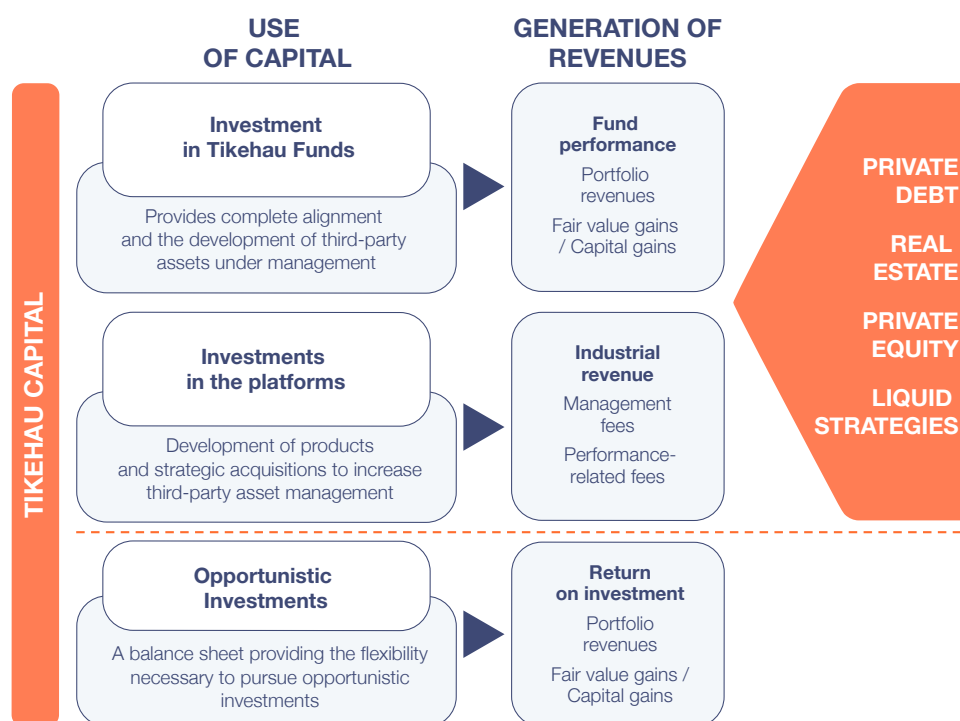 USE
OF CAPITAL
GENERATION OF
REVENUES
TIKEHAU CAPITAL
Investment
in Tikehau Funds
Provides complete alignment
and the development of third-party
assets under management
Fund
performance
Portfolio
revenues
Fair value gains
/ Capital gains
Investments
in the platforms
Development of products
and strategic acquisitions to increase
third-party asset management
Industrial
revenue
Management
fees
Performance-
related fees
Opportunistic
Investments
A balance sheet providing the flexibility
necessary to pursue opportunistic
investments
Return
on investment
Portfolio
revenues
Fair value gains /
Capital gains
PRIVATE
DEBT
REAL
ESTATE
PRIVATE
EQUITY
LIQUID
STRATEGIES